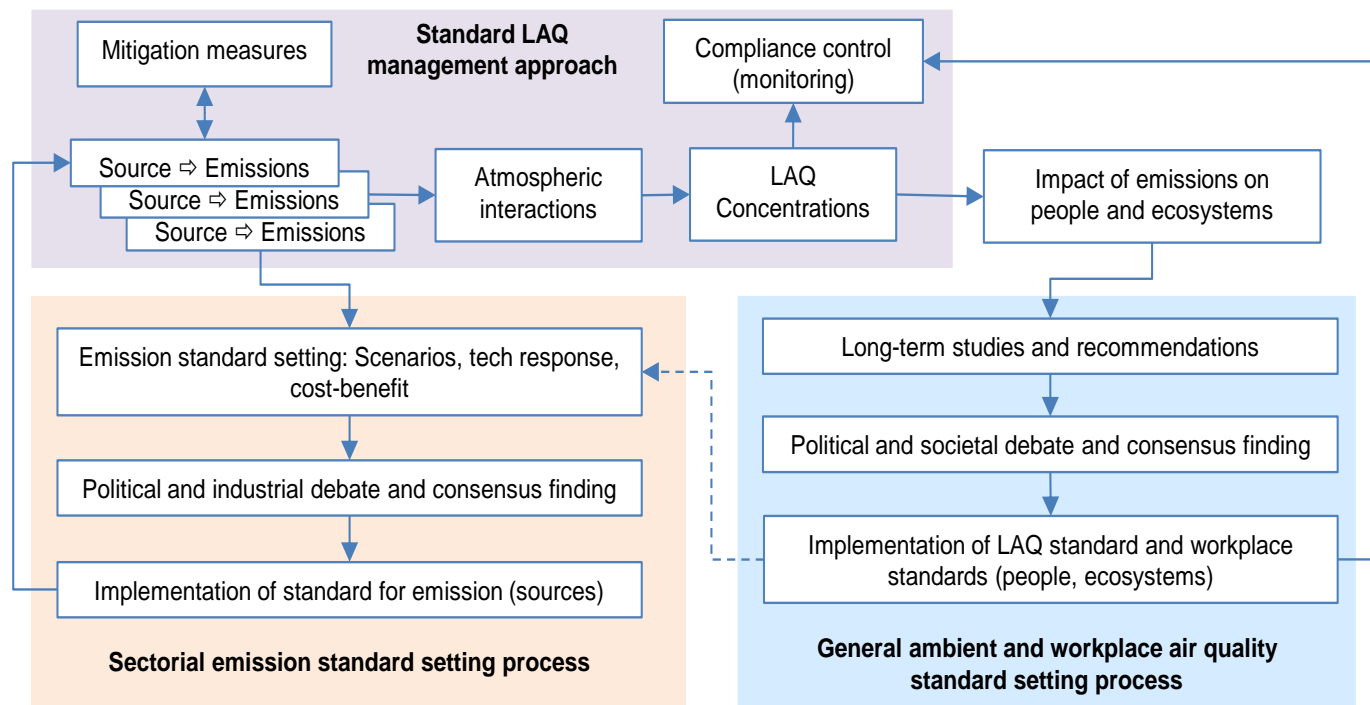 Mitigation measures
Standard LAQ
management approach
Compliance control
(monitoring)
Source ⇨ Emissions
Source ⇨ Emissions
Source ⇨ Emissions
Atmospheric
interactions
LAQ
Concentrations
Impact of emissions on
people and ecosystems
Emission standard setting: Scenarios, tech response,
cost-benefit
Political and industrial debate and consensus finding
Implementation of standard for emission (sources)
Sectorial emission standard setting process
Long-term studies and recommendations
Political and societal debate and consensus finding
Implementation of LAQ standard and workplace
standards (people, ecosystems)
General ambient and workplace air quality
standard setting process